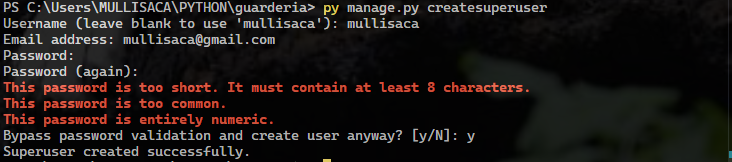 PS C:\Users\MULLISACA\PYTHON\guarderia> py manage.py createsuperuser
Username (leave blank to use 'mullisaca'): mullisaca
Email address: mullisaca@gmail.com
Password:
Password (again):
This password is too short. It must contain at least 8 characters.
This password is too common.
This password is entirely numeric.
Bypass password validation and create user anyway? [y/N]: y
Superuser created successfully.